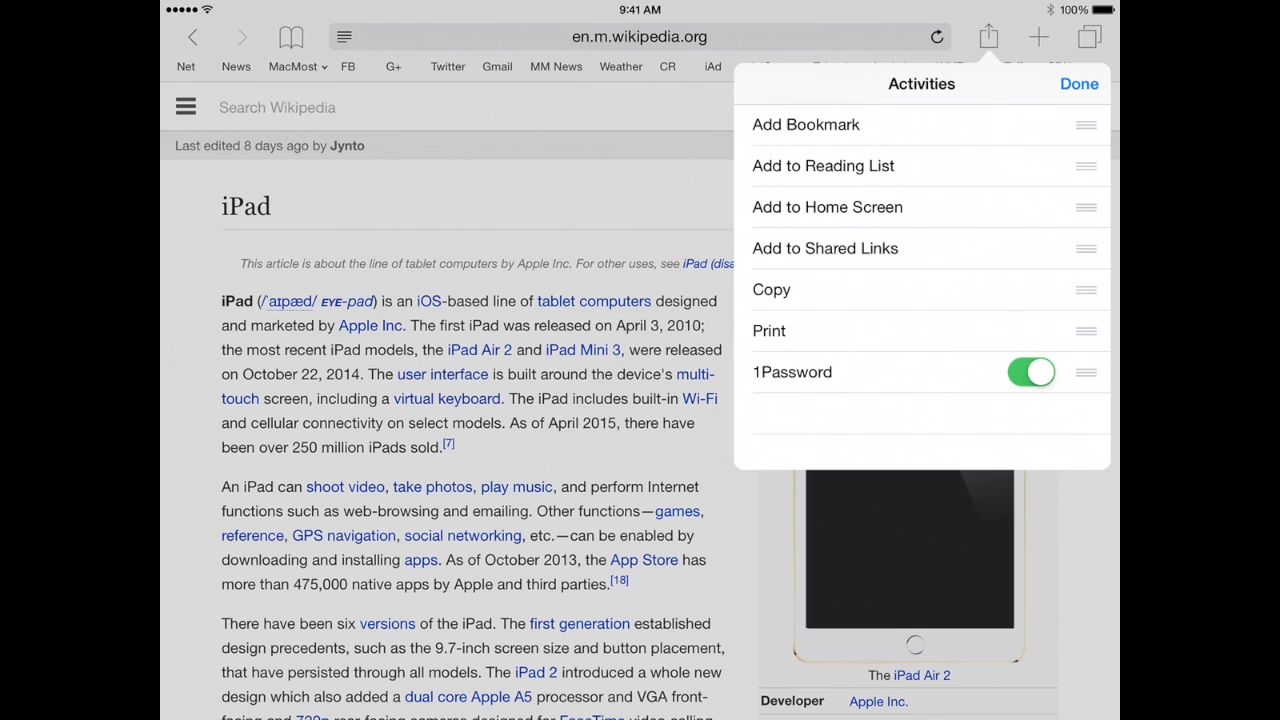 9:41 AM
100%
en.m.wikipedia.org
Net News MacMost FB G+ Twitter Gmail MM News Weather CR iAd
Search Wikipedia
Last edited 8 days ago by Jynto
Activities Done
Add Bookmark
Add to Reading List
Add to Home Screen
Add to Shared Links
Copy
Print
1Password
iPad
This article is about the line of tablet computers by Apple Inc. For other uses, see iPad (disa
iPad (/ˈaɪpæd/ EYE-pad) is an iOS-based line of tablet computers designed
and marketed by Apple Inc. The first iPad was released on April 3, 2010;
the most recent iPad models, the iPad Air 2 and iPad Mini 3, were released
on October 22, 2014. The user interface is built around the device's multi-
touch screen, including a virtual keyboard. The iPad includes built-in Wi-Fi
and cellular connectivity on select models. As of April 2015, there have
been over 250 million iPads sold.[7]
An iPad can shoot video, take photos, play music, and perform Internet
functions such as web-browsing and emailing. Other functions—games,
reference, GPS navigation, social networking, etc.—can be enabled by
downloading and installing apps. As of October 2013, the App Store has
more than 475,000 native apps by Apple and third parties.[18]
There have been six versions of the iPad. The first generation established
design precedents, such as the 9.7-inch screen size and button placement,
that have persisted through all models. The iPad 2 introduced a whole new
design which also added a dual core Apple A5 processor and VGA front-
facing and 720p rear-facing cameras designed for FaceTime video calling.
The iPad Air 2
Developer Apple Inc.